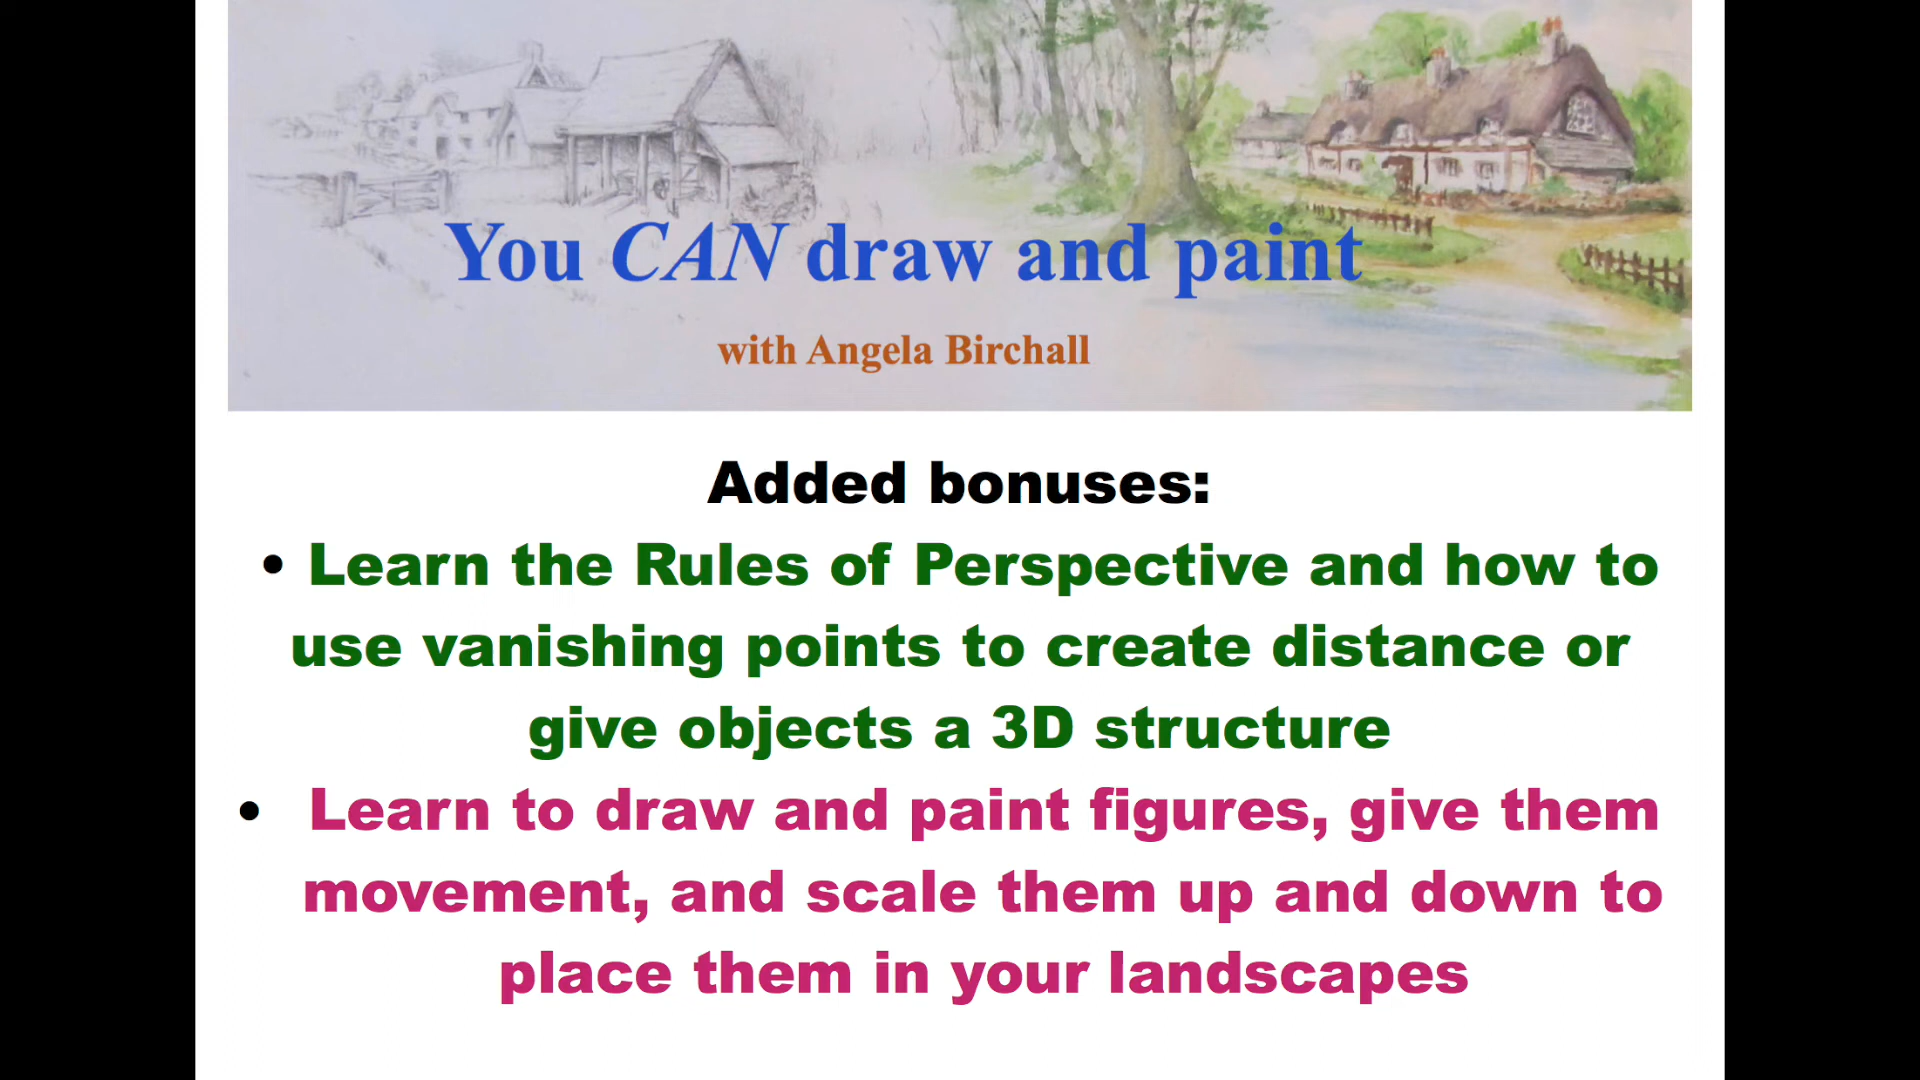 You CAN draw and paint
with Angela Birchall
Added bonuses:
• Learn the Rules of Perspective and how to
use vanishing points to create distance or
give objects a 3D structure
• Learn to draw and paint figures, give them
movement, and scale them up and down to
place them in your landscapes